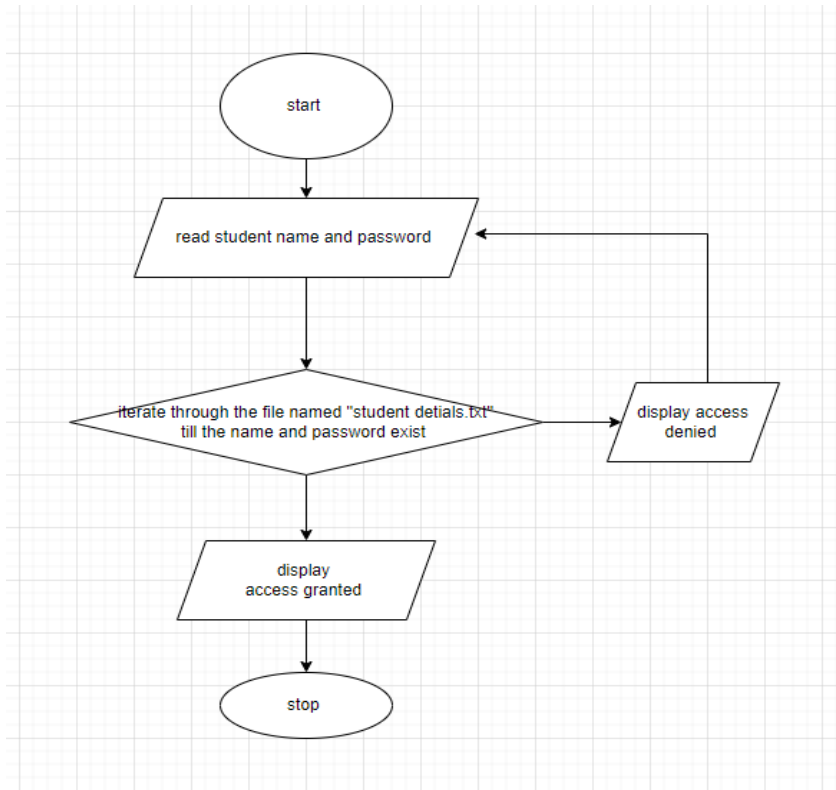 start
read student name and password
iterate through the file named "student detials.txt"
till the name and password exist
display access
denied
display
access granted
stop